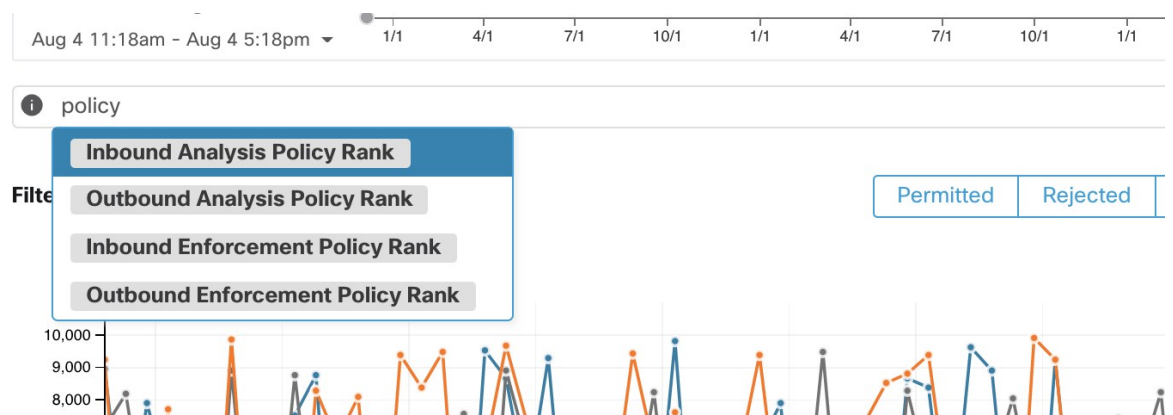 Aug 4 11:18am - Aug 4 5:18pm
1/1 4/1 7/1 10/1 1/1 4/1 7/1 10/1 1/1
policy
Inbound Analysis Policy Rank
Outbound Analysis Policy Rank
Inbound Enforcement Policy Rank
Outbound Enforcement Policy Rank
Permitted Rejected
10,000
9,000
8,000